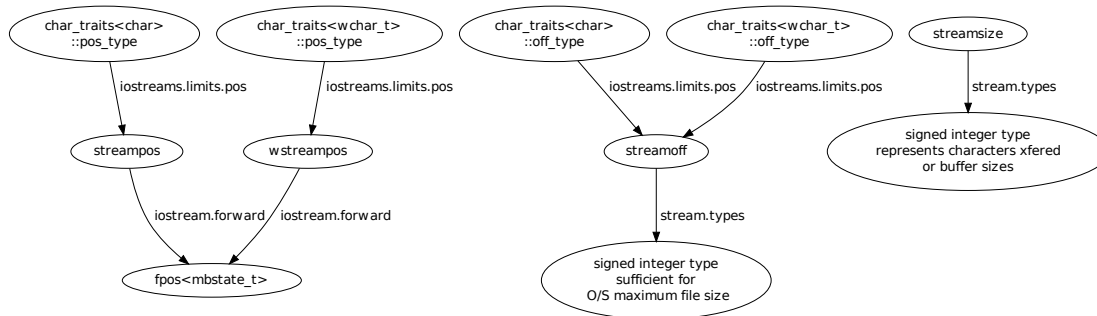 char_traits<char>
::pos_type
char_traits<wchar_t>
::pos_type
char_traits<char>
::off_type
char_traits<wchar_t>
::off_type
streamsize
iostreams.limits.pos
iostreams.limits.pos
iostreams.limits.pos
iostreams.limits.pos
stream.types
streampos
wstreampos
streamoff
signed integer type
represents characters xfered
or buffer sizes
iostream.forward
iostream.forward
stream.types
fpos<mbstate_t>
signed integer type
sufficient for
O/S maximum file size